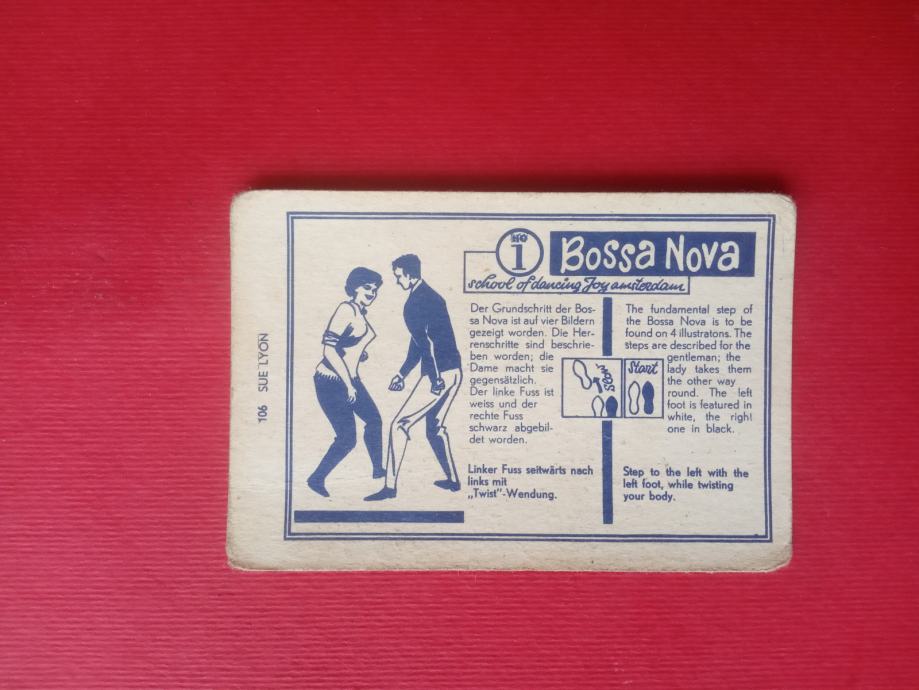 106 SUE LYON
NO 1
Bossa Nova
school of dancing Joy amsterdam
Der Grundschritt der Bos-
sa Nova ist auf vier Bildern
gezeigt worden. Die Her-
renschritte sind beschrie-
ben worden; die
Dame macht sie
gegensätzlich.
Der linke Fuss ist
weiss und der
rechte Fuss
schwarz abgebil-
det worden.
Linker Fuss seitwärts nach
links mit
„Twist"-Wendung.
Slow
Start
The fundamental step of
the Bossa Nova is to be
found on 4 illustratons. The
steps are described for the
gentleman; the
lady takes them
the other way
round. The left
foot is featured in
white, the right
one in black.
Step to the left with the
left foot, while twisting
your body.